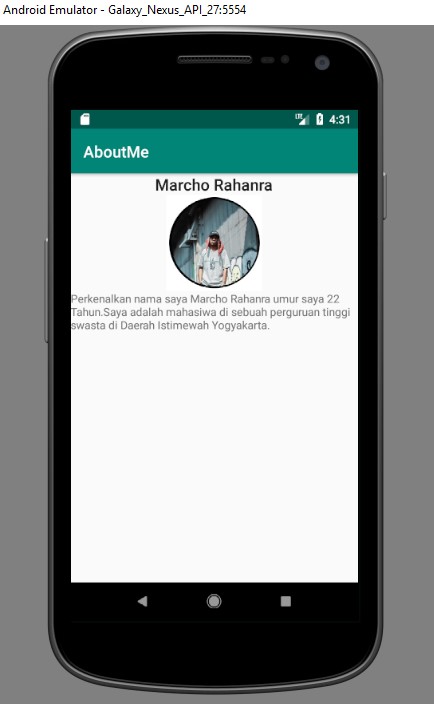 Android Emulator - Galaxy_Nexus_API_27:5554
LTE 4:31
AboutMe
Marcho Rahanra
Perkenalkan nama saya Marcho Rahanra umur saya 22
Tahun.Saya adalah mahasiwa di sebuah perguruan tinggi
swasta di Daerah Istimewah Yogyakarta.